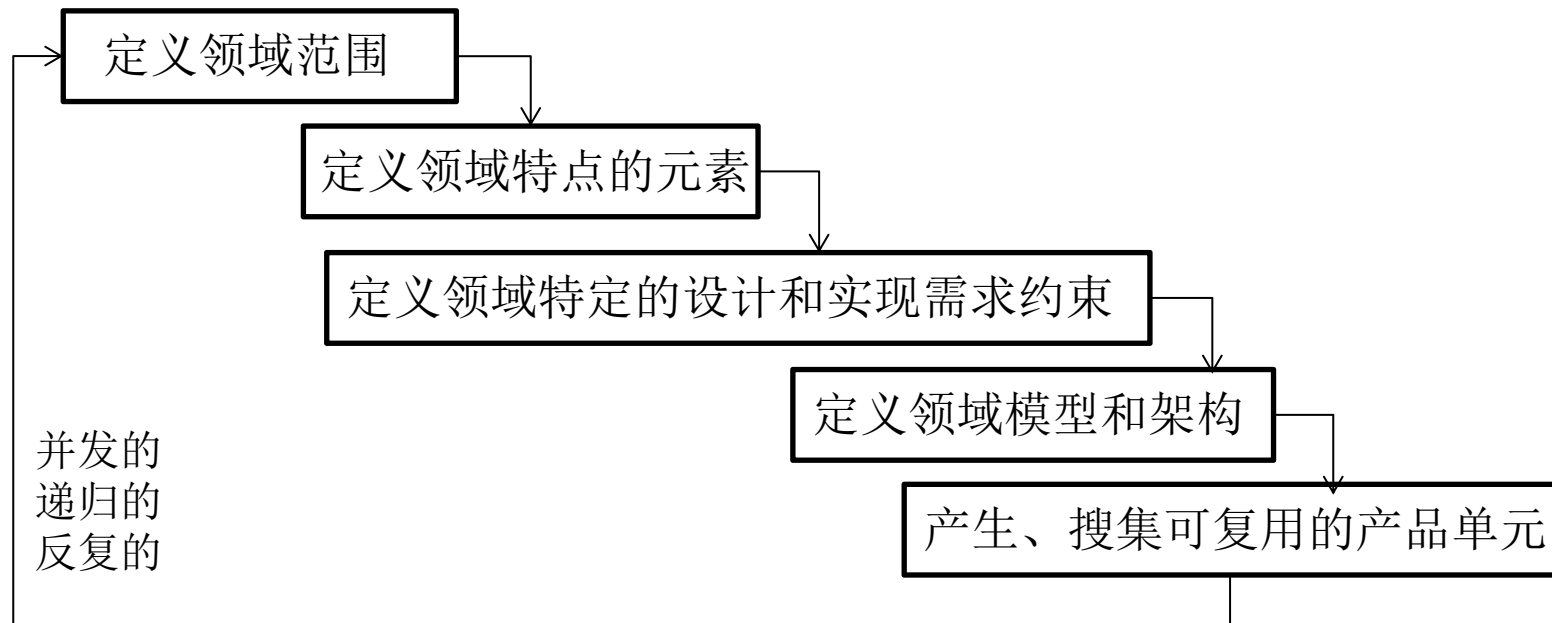 定义领域范围
定义领域特点的元素
定义领域特定的设计和实现需求约束
定义领域模型和架构
产生、搜集可复用的产品单元
并发的
递归的
反复的